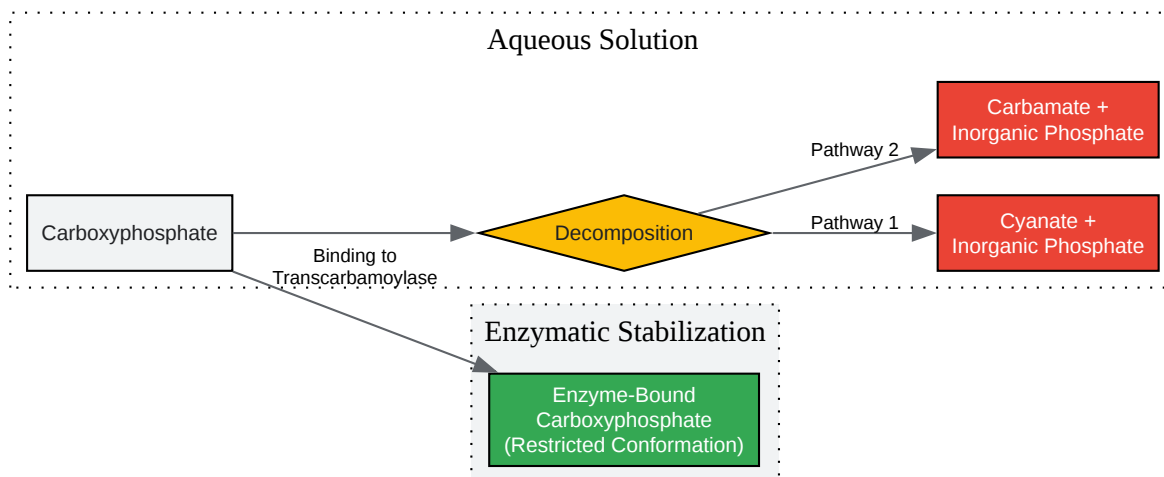 Aqueous Solution
Carbamate +
Inorganic Phosphate
Pathway 2
Carboxyphosphate
Decomposition
Pathway 1
Cyanate +
Inorganic Phosphate
Binding to
Transcarbamoylase
Enzymatic Stabilization
Enzyme-Bound
Carboxyphosphate
(Restricted Conformation)